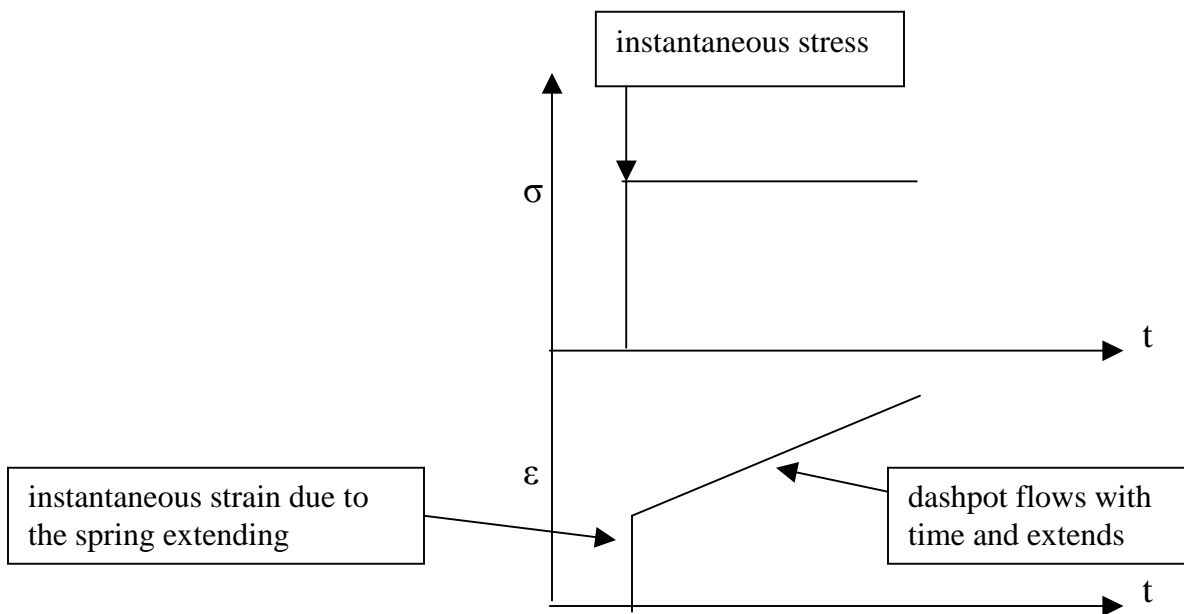 instantaneous stress
σ
t
ε
instantaneous strain due to
the spring extending
dashpot flows with
time and extends
t